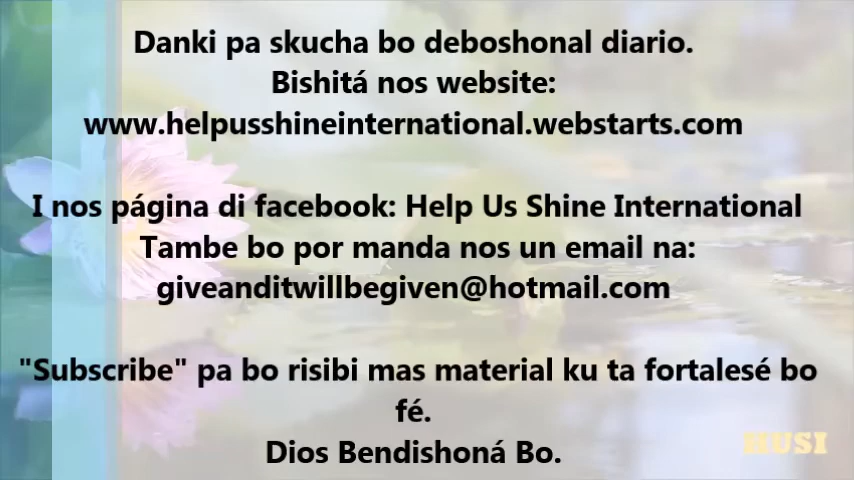 Danki pa skucha bo deboshonal diario.
Bishitá nos website:
www.helpusshineinternational.webstarts.com
I nos página di facebook: Help Us Shine International
Tambe bo por manda nos un email na:
giveanditwillbegiven@hotmail.com
"Subscribe" pa bo risibi mas material ku ta fortalesé bo
fé.
Dios Bendishoná Bo.
HUSI